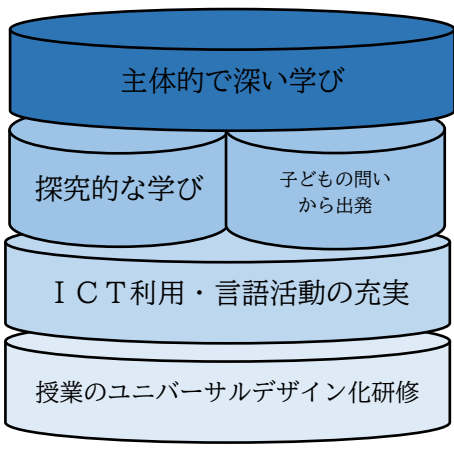 主体的で深い学び
探究的な学び
子どもの問い
から出発
ＩＣＴ利用・言語活動の充実
授業のユニバーサルデザイン化研修